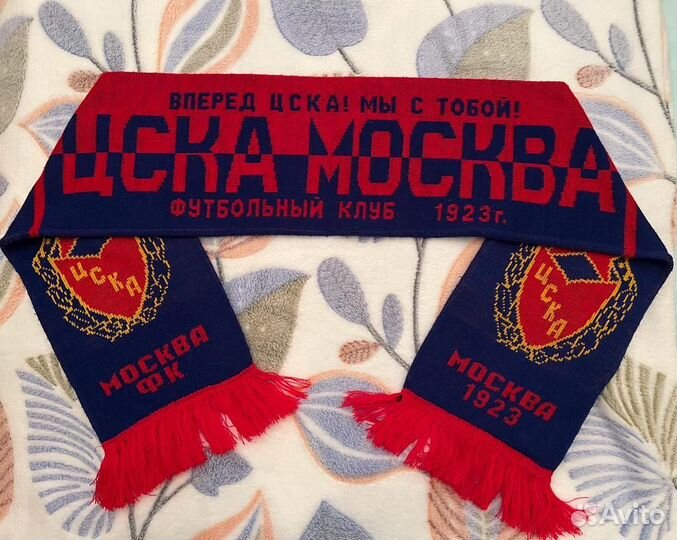 ВПЕРЕД ЦСКА! МЫ С ТОБОЙ!
ЦСКА МОСКВА
ФУТБОЛЬНЫЙ КЛУБ 1923г.
ЦСКА
МОСКВА
ФК
ЦСКА
МОСКВА
1923
Avito